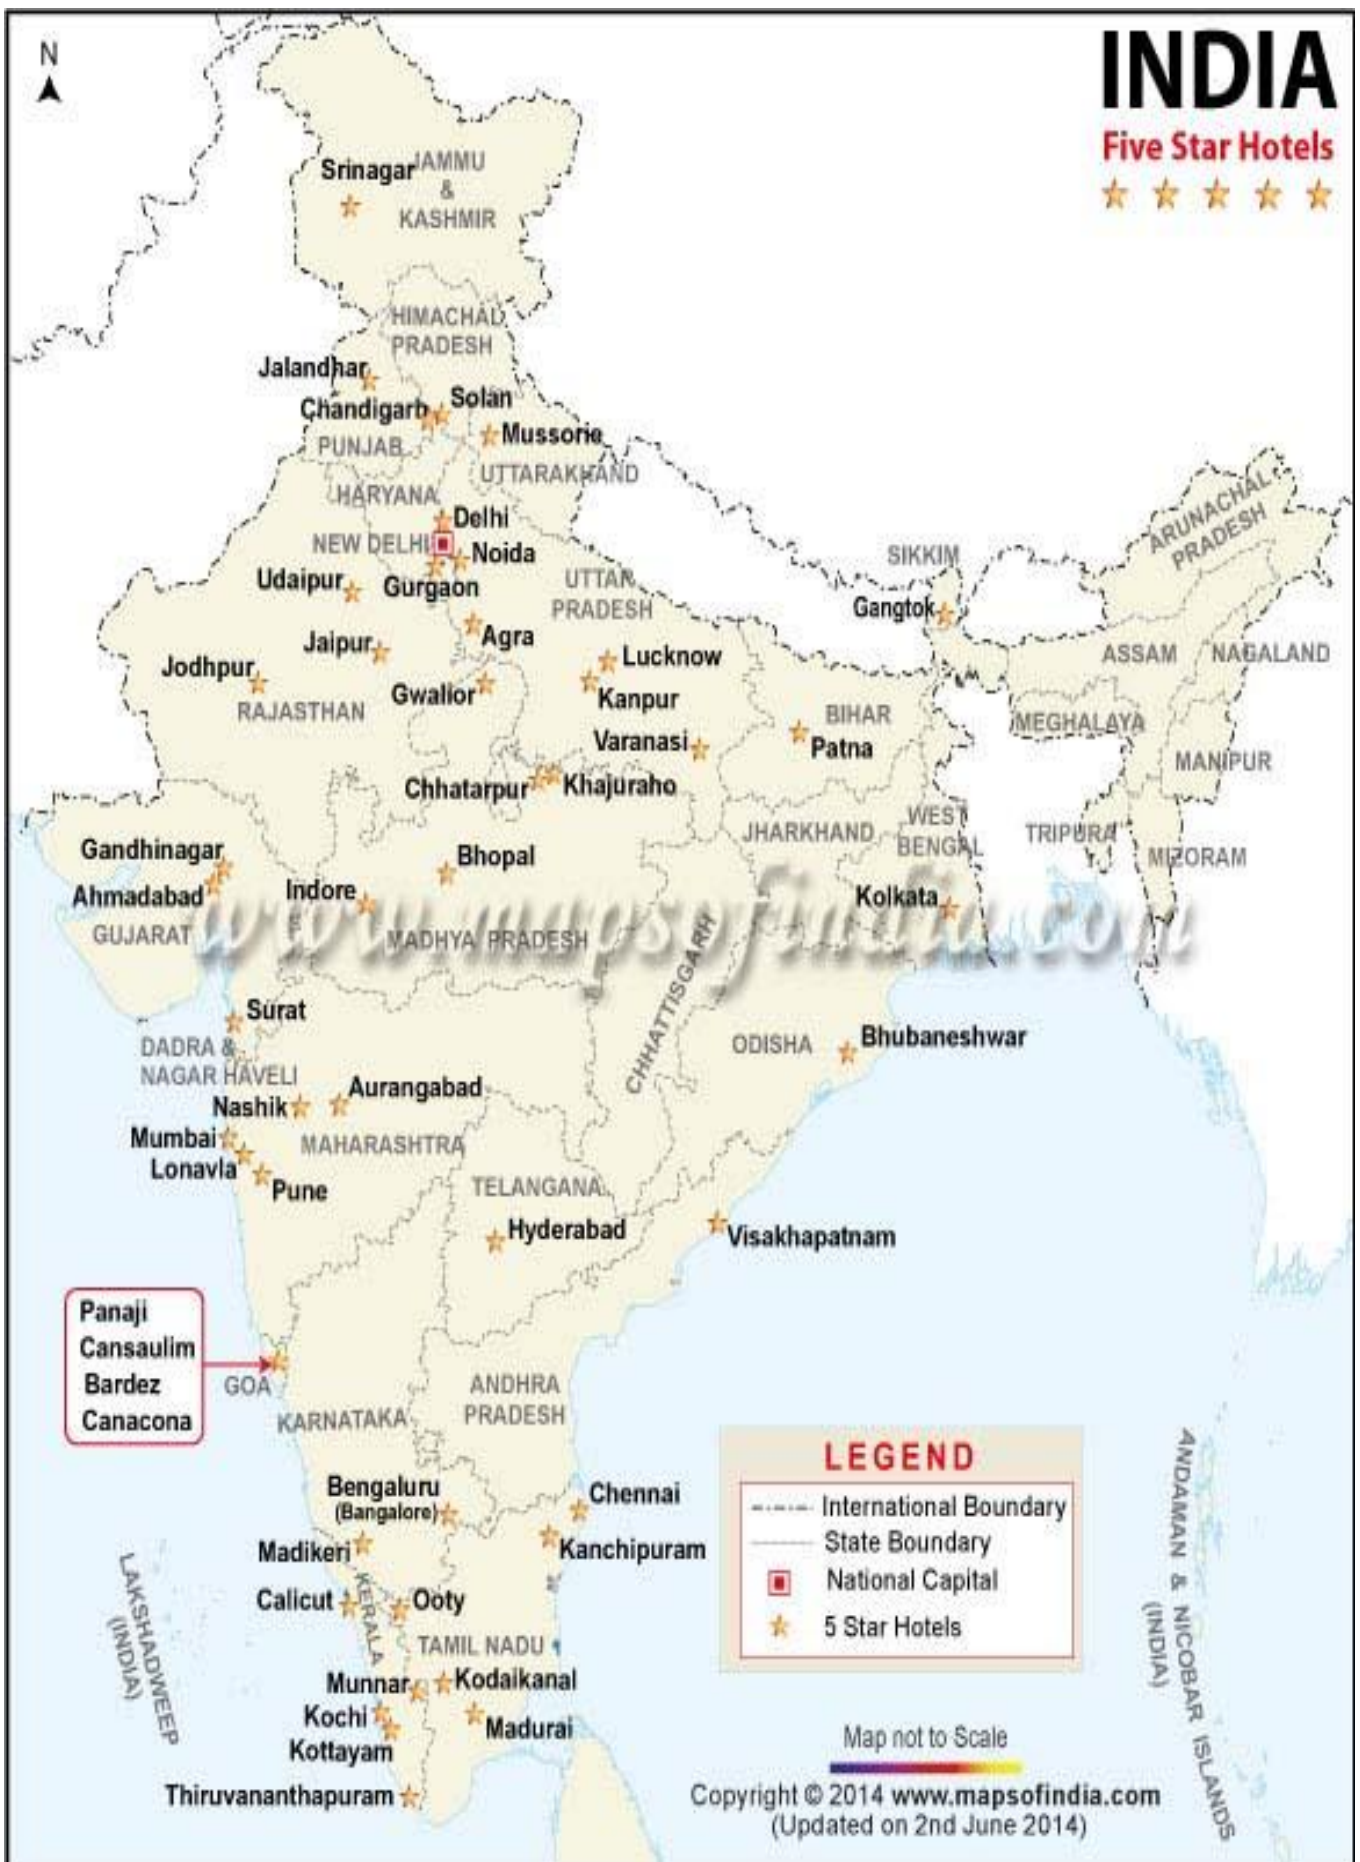 INDIA
Five Star Hotels
N
Srinagar
JAMMU
&
KASHMIR
HIMACHAL
PRADESH
Jalandhar
Solan
Chandigarh
Mussorie
PUNJAB
UTTARAKHAND
HARYANA
Delhi
NEW DELHI
Noida
SIKKIM
ARUNACHAL
PRADESH
Udaipur
Gurgaon
UTTAR
PRADESH
Gangtok
Agra
Jaipur
Lucknow
ASSAM
NAGALAND
Jodhpur
Gwalior
Kanpur
RAJASTHAN
BIHAR
MEGHALAYA
Varanasi
Patna
MANIPUR
Chhatarpur
Khajuraho
JHARKHAND
WEST
BENGAL
TRIPURA
MIZORAM
Gandhinagar
Bhopal
Ahmadabad
Indore
Kolkata
GUJARAT
MADHYA PRADESH
www.mapsofindia.com
CHHATTISGARH
Surat
DADRA &
NAGAR HAVELI
ODISHA
Bhubaneshwar
Aurangabad
Nashik
Mumbai
MAHARASHTRA
Lonavla
Pune
TELANGANA
Hyderabad
Visakhapatnam
Panaji
Cansaulim
Bardez
Canacona
GOA
KARNATAKA
ANDHRA
PRADESH
Bengaluru
(Bangalore)
Chennai
Madikeri
Kanchipuram
Calicut
KERALA
Ooty
TAMIL NADU
Munnar
Kodaikanal
Kochi
Madurai
Kottayam
Thiruvananthapuram
LAKSHADWEEP
(INDIA)
ANDAMAN & NICOBAR ISLANDS
(INDIA)
LEGEND
International Boundary
State Boundary
National Capital
5 Star Hotels
Map not to Scale
Copyright © 2014 www.mapsofindia.com
(Updated on 2nd June 2014)